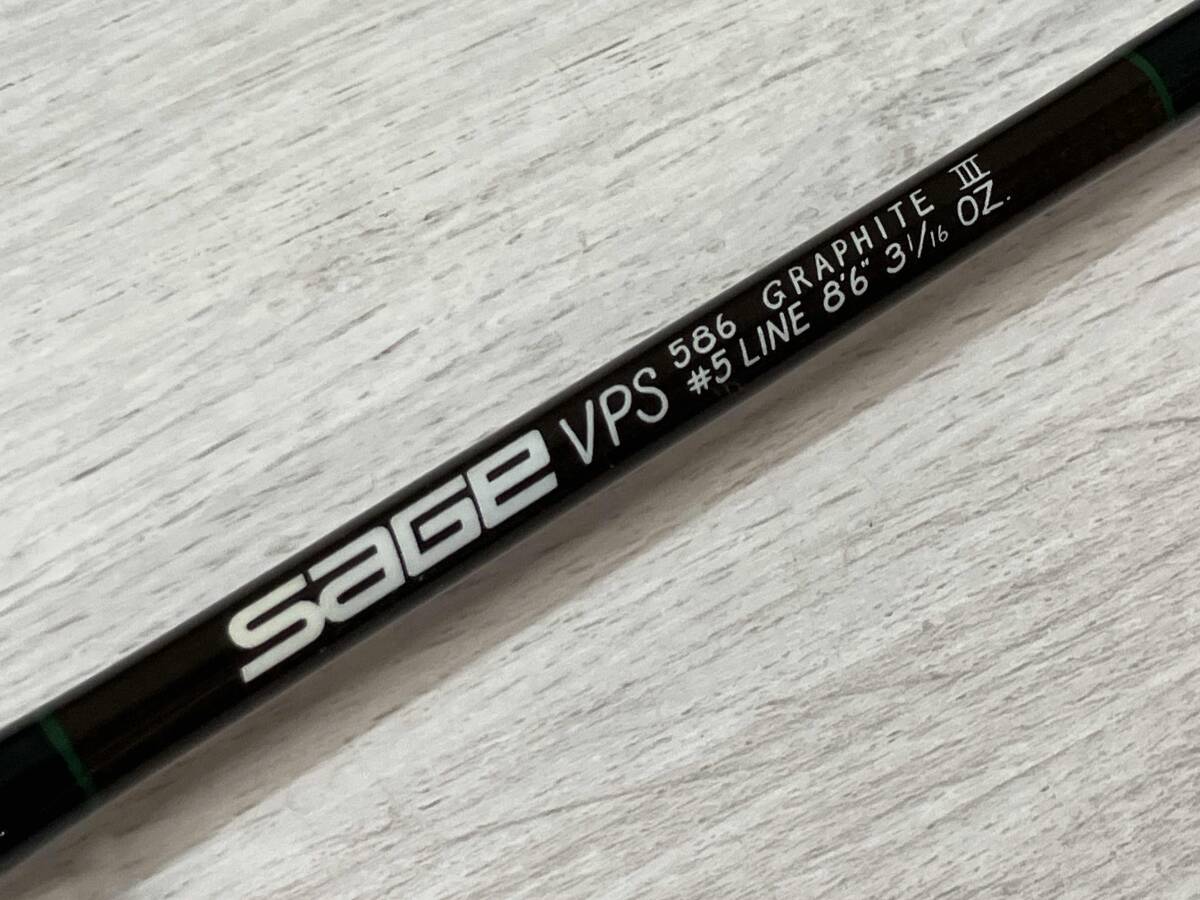 SAGE VPS
586 GRAPHITE III
#5 LINE 8'6" 3 1/16 OZ.